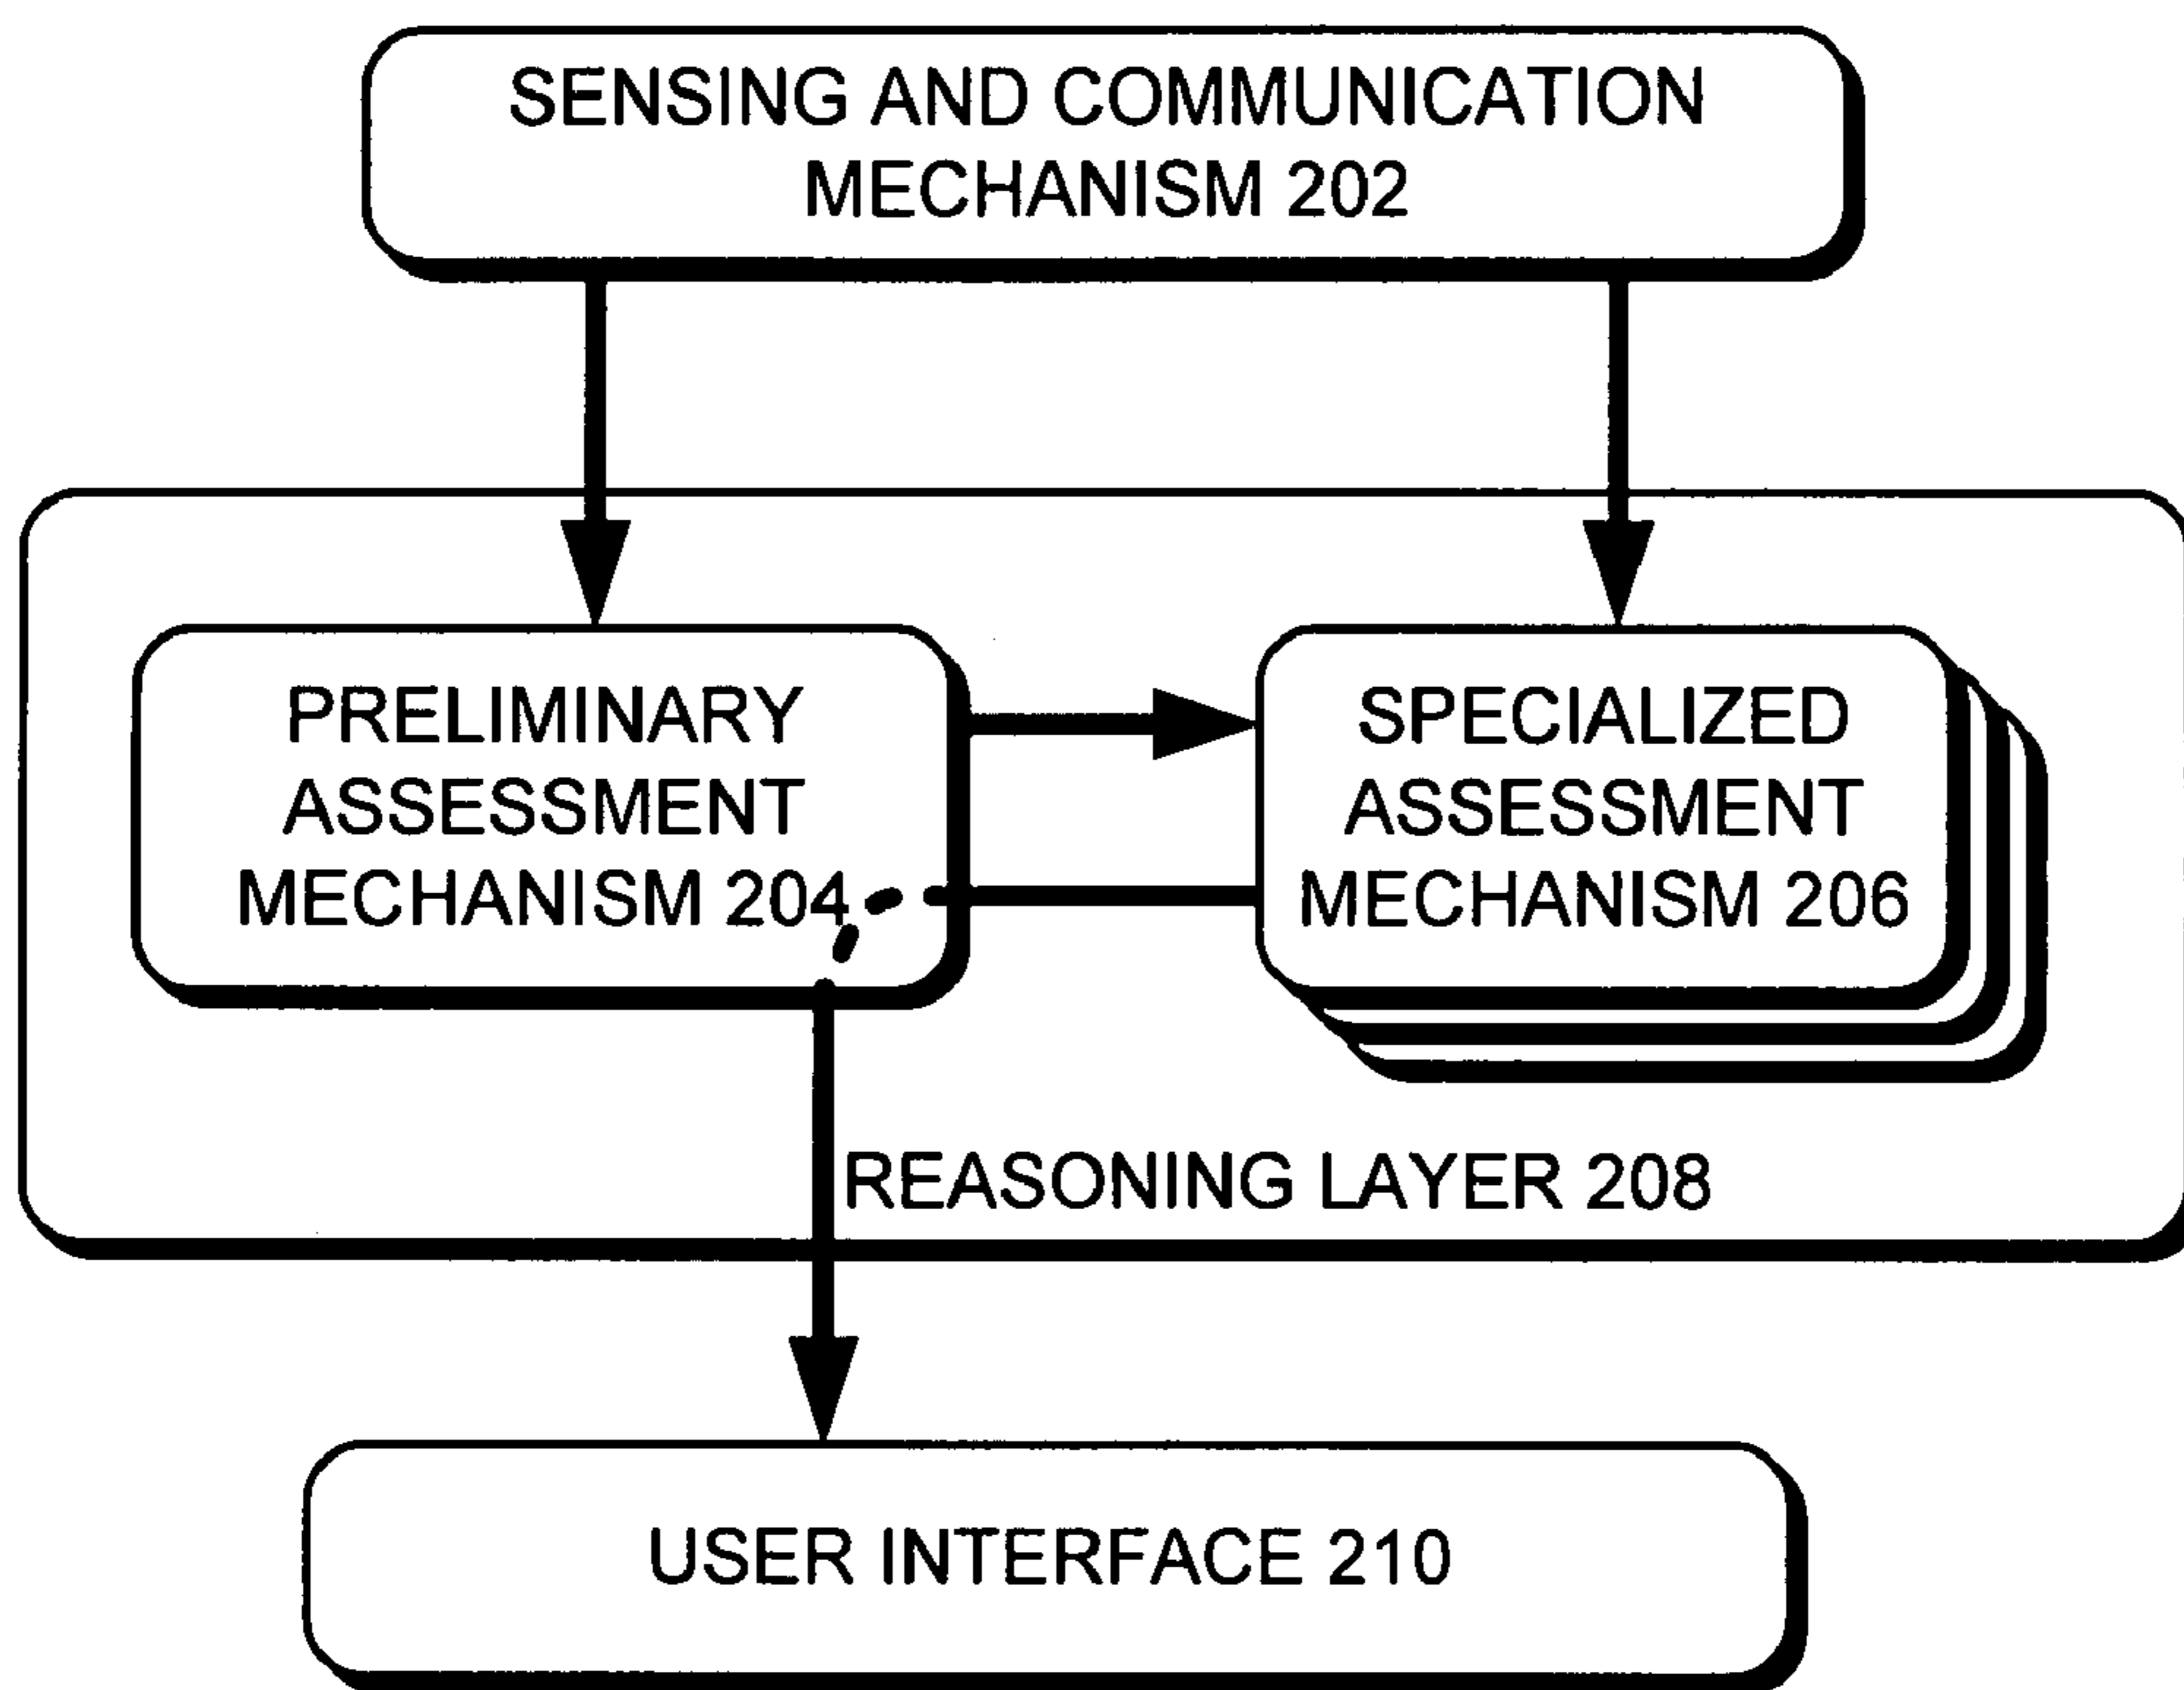 SENSING AND COMMUNICATION
MECHANISM 202
PRELIMINARY
ASSESSMENT
MECHANISM 204
SPECIALIZED
ASSESSMENT
MECHANISM 206
REASONING LAYER 208
USER INTERFACE 210